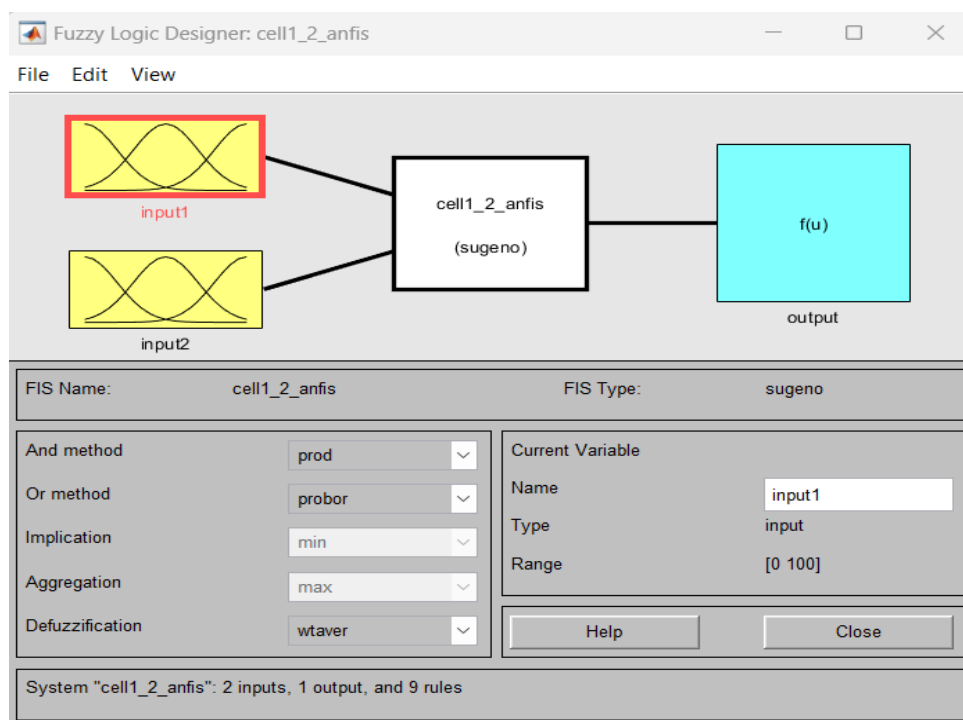 Fuzzy Logic Designer: cell1_2_anfis
File Edit View
input1
input2
cell1_2_anfis
(sugeno)
f(u)
output
FIS Name: cell1_2_anfis FIS Type: sugeno
And method prod
Or method probor
Implication min
Aggregation max
Defuzzification wtaver
Current Variable
Name input1
Type input
Range [0 100]
Help Close
System "cell1_2_anfis": 2 inputs, 1 output, and 9 rules